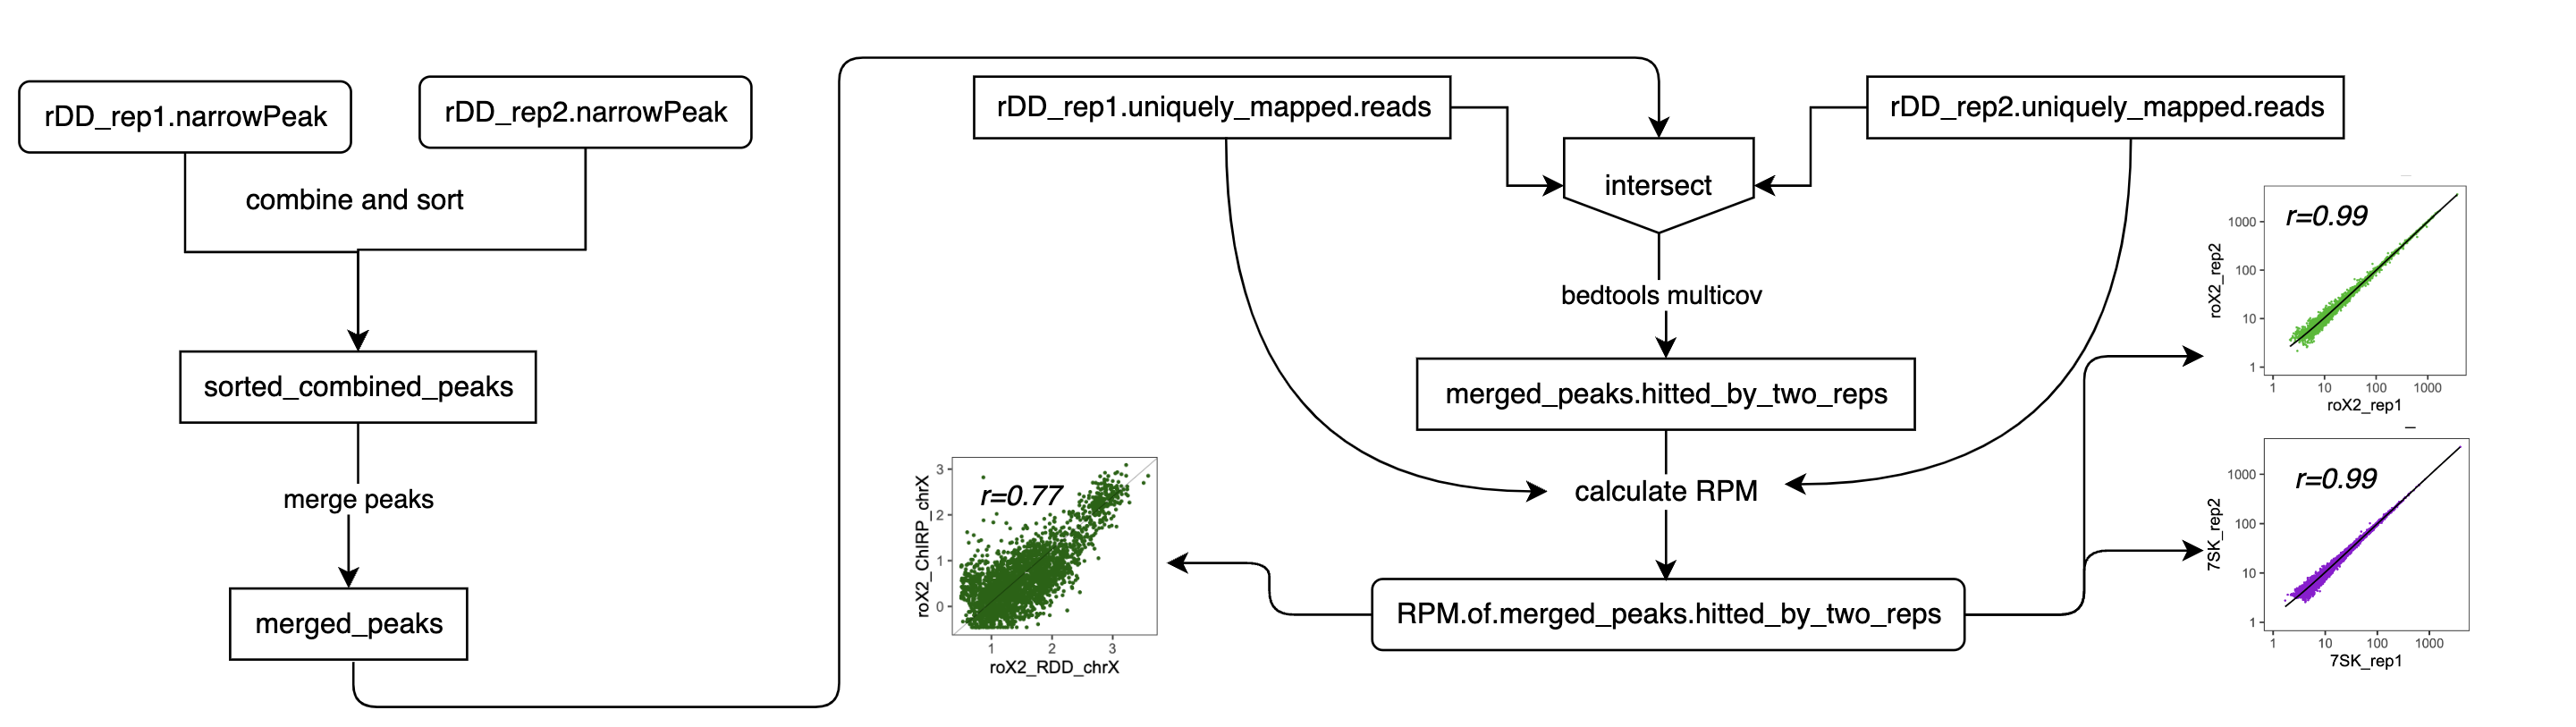 rDD_rep1.narrowPeak
rDD_rep2.narrowPeak
combine and sort
sorted_combined_peaks
merge peaks
merged_peaks
rDD_rep1.uniquely_mapped.reads
rDD_rep2.uniquely_mapped.reads
intersect
bedtools multicov
merged_peaks.hitted_by_two_reps
calculate RPM
RPM.of.merged_peaks.hitted_by_two_reps
r=0.77
roX2_ChIRP_chrX
3
2
1
0
1 2 3
roX2_RDD_chrX
r=0.99
roX2_rep2
1000
100
10
1
1 10 100 1000
roX2_rep1
r=0.99
7SK_rep2
1000
100
10
1
1 10 100 1000
7SK_rep1